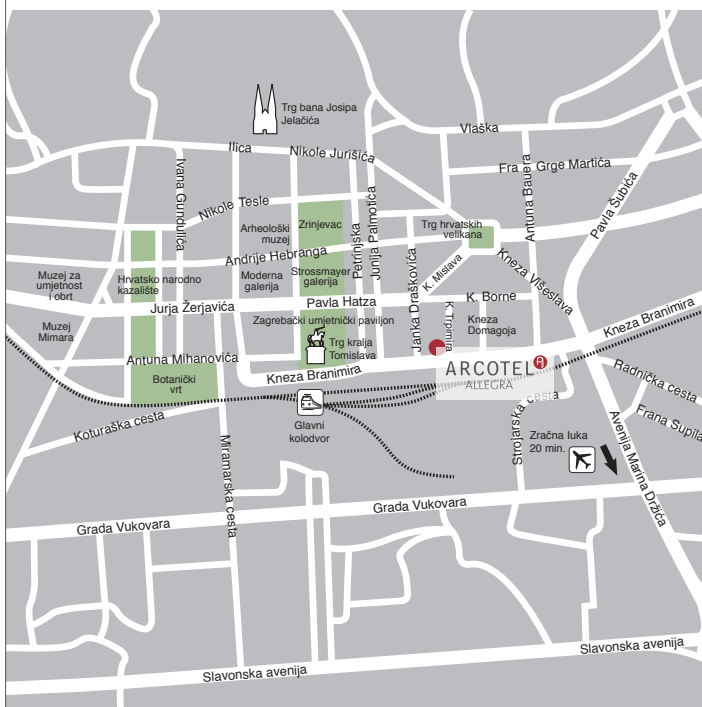 Trg bana Josipa
Jelačića
Vlaška
Ilica
Nikole Jurišića
Fra Grge Martića
Ivana Gundulića
Antuna Bauera
Pavla Šubića
Nikole Tesle
Petrinjska
Junija Palmotića
Arheološki
muzej
Zrinjevac
Trg hrvatskih
velikana
Andrije Hebranga
Janka Draškovića
K. Mislava
Kneza Višeslava
Muzej za
umjetnost
i obrt
Hrvatsko narodno
kazalište
Moderna
galerija
Strossmayer
galerija
Jurja Žerjavića
Pavla Hatza
K. Borne
K. Trpimira
Muzej
Mimara
Zagrebački umjetnički paviljon
Kneza
Domagoja
Kneza Branimira
Trg kralja
Tomislava
Antuna Mihanovića
Kneza Branimira
ARCOTEL A
ALLEGRA
Botanički
vrt
Radnička cesta
Koturaška cesta
Glavni
kolodvor
Strojarska cesta
Frana Supila
Miramarska cesta
Zračna luka
20 min.
Avenija Marina Držića
Grada Vukovara
Grada Vukovara
Slavonska avenija
Slavonska avenija